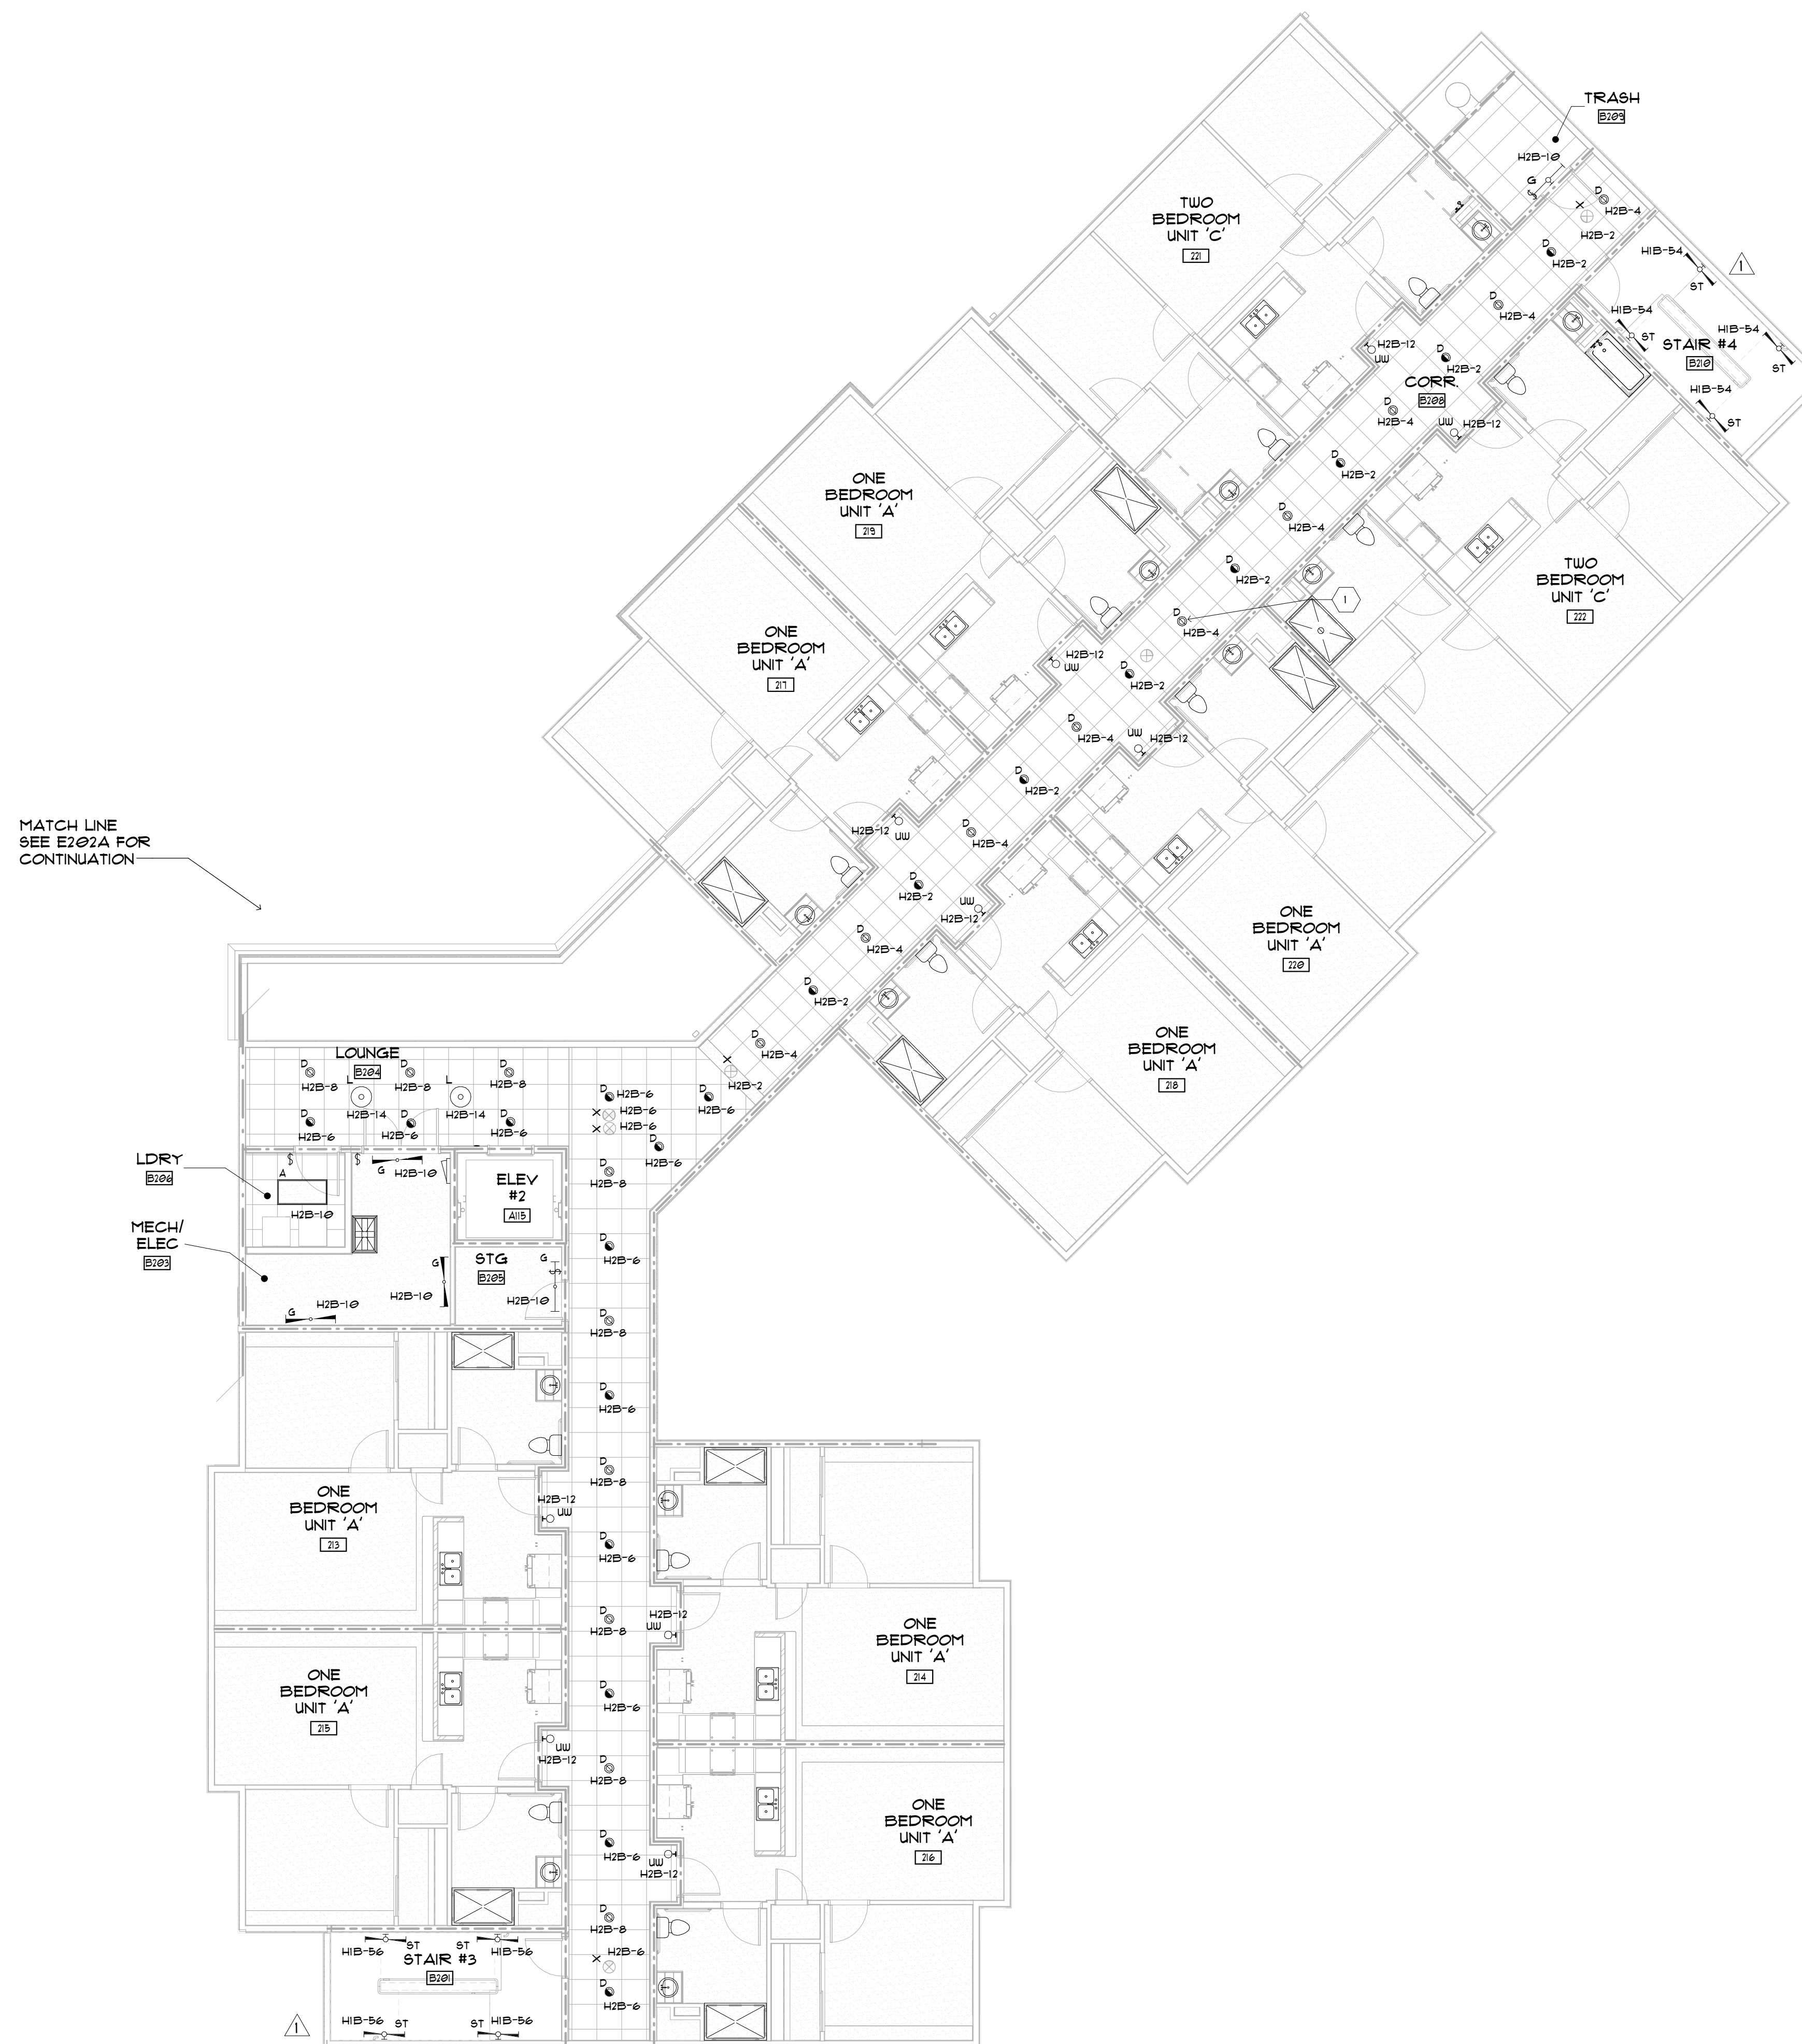 TRASH
B209
H2B-10
G
D
X
H2B-4
H2B-2
D
H2B-2
TWO
BEDROOM
UNIT 'C'
221
H1B-54
ST
1
D
H2B-4
H1B-54
ST
H1B-54
ST
STAIR #4
B210
H1B-54
ST
H2B-12
UW
D
H2B-2
CORR.
B208
D
H2B-4
UW
H2B-12
D
H2B-2
ONE
BEDROOM
UNIT 'A'
219
D
H2B-4
D
H2B-2
TWO
BEDROOM
UNIT 'C'
222
1
D
H2B-4
ONE
BEDROOM
UNIT 'A'
217
H2B-12
UW
D
H2B-2
D
H2B-4
UW
H2B-12
D
H2B-2
MATCH LINE
SEE E202A FOR
CONTINUATION
H2B-12
UW
D
H2B-4
D
H2B-2
UW
H2B-12
D
H2B-4
ONE
BEDROOM
UNIT 'A'
220
D
H2B-2
ONE
BEDROOM
UNIT 'A'
218
D
H2B-4
X
H2B-2
LOUNGE
B204
D
H2B-8
D
H2B-8
D
H2B-8
L
H2B-14
L
H2B-14
D
H2B-6
D
H2B-6
D
H2B-6
D
H2B-6
X
H2B-6
X
H2B-6
D
H2B-6
D
H2B-6
D
H2B-8
LDRY
B206
$
A
H2B-10
$
G
H2B-10
ELEV
#2
A115
MECH/
ELEC
B203
G
H2B-10
G
H2B-10
STG
B205
G
$
H2B-10
D
H2B-6
D
H2B-8
D
H2B-6
D
H2B-8
ONE
BEDROOM
UNIT 'A'
213
H2B-12
UW
D
H2B-6
D
H2B-8
H2B-12
UW
ONE
BEDROOM
UNIT 'A'
214
ONE
BEDROOM
UNIT 'A'
215
D
H2B-6
UW
H2B-12
D
H2B-8
ONE
BEDROOM
UNIT 'A'
216
D
H2B-6
UW
H2B-12
D
H2B-8
H1B-56
ST
ST
H1B-56
STAIR #3
B201
X
H2B-6
D
H2B-6
1
H1B-56
ST
ST
H1B-56